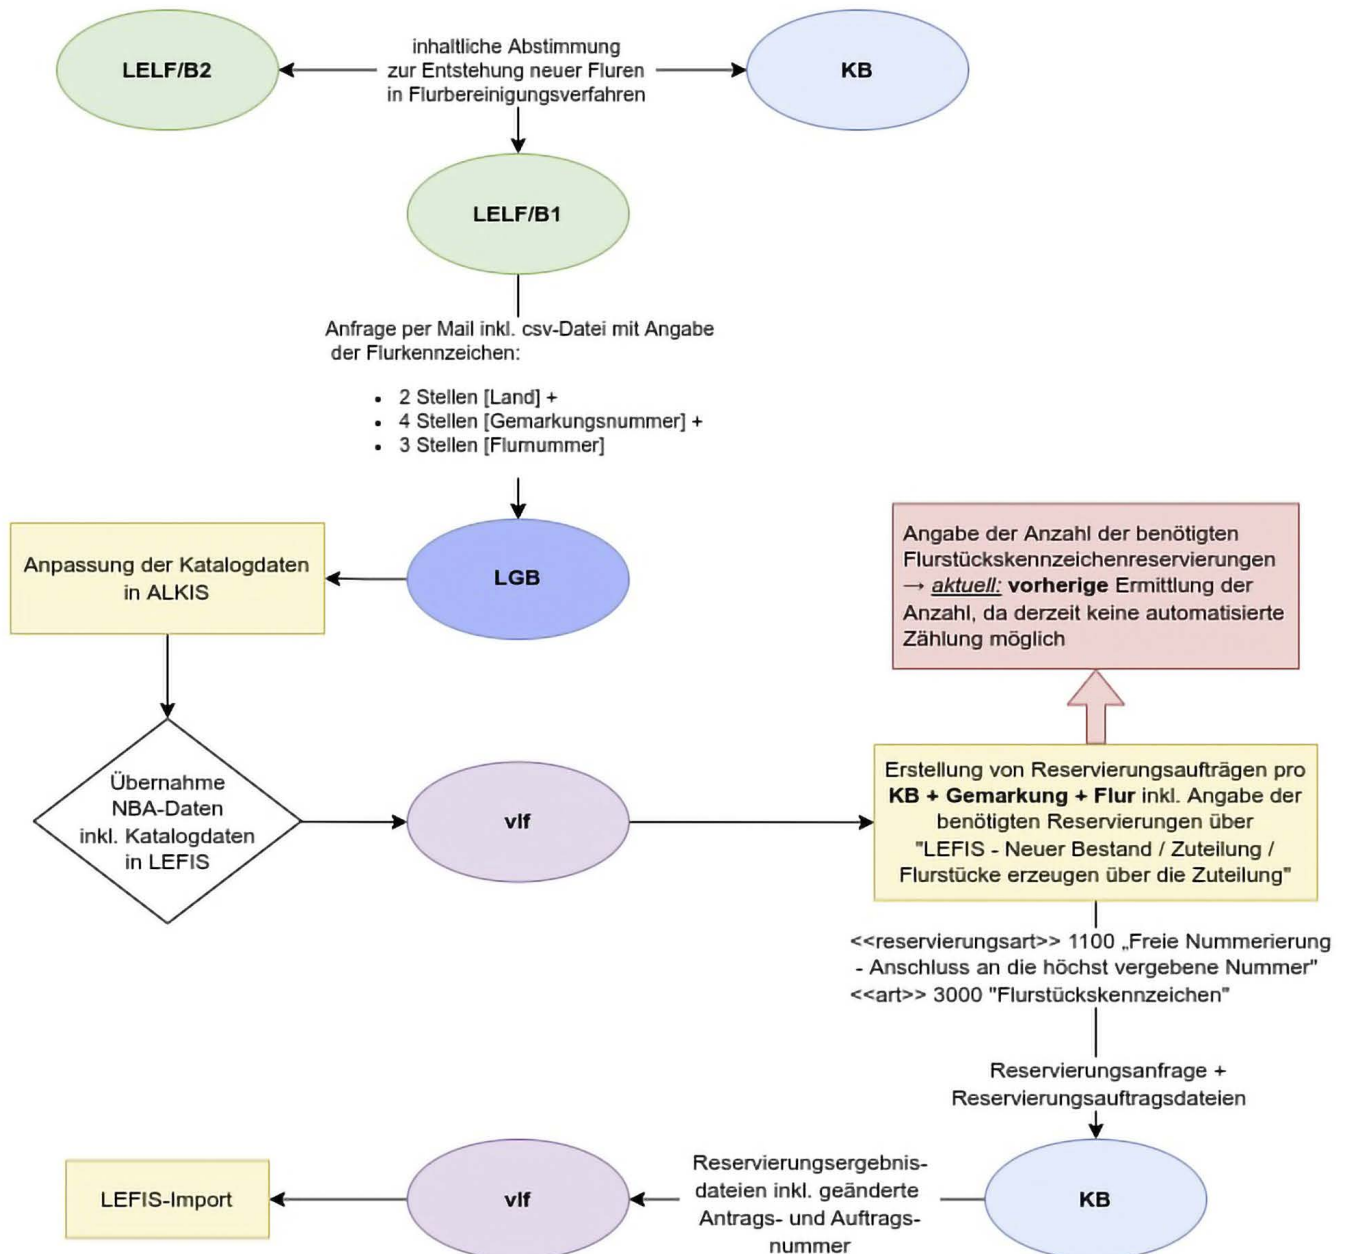 LELF/B2
inhaltliche Abstimmung
zur Entstehung neuer Fluren
in Flurbereinigungsverfahren
KB
LELF/B1
Anfrage per Mail inkl. csv-Datei mit Angabe
der Flurkennzeichen:
• 2 Stellen [Land] +
• 4 Stellen [Gemarkungsnummer] +
• 3 Stellen [Flurnummer]
Anpassung der Katalogdaten
in ALKIS
LGB
Angabe der Anzahl der benötigten
Flurstückskennzeichenreservierungen
→ aktuell: vorherige Ermittlung der
Anzahl, da derzeit keine automatisierte
Zählung möglich
Übernahme
NBA-Daten
inkl. Katalogdaten
in LEFIS
vlf
Erstellung von Reservierungsaufträgen pro
KB + Gemarkung + Flur inkl. Angabe der
benötigten Reservierungen über
"LEFIS - Neuer Bestand / Zuteilung /
Flurstücke erzeugen über die Zuteilung"
<<reservierungsart>> 1100 „Freie Nummerierung
- Anschluss an die höchst vergebene Nummer"
<<art>> 3000 "Flurstückskennzeichen"
Reservierungsanfrage +
Reservierungsauftragsdateien
LEFIS-Import
vlf
Reservierungsergebnis-
dateien inkl. geänderte
Antrags- und Auftrags-
nummer
KB